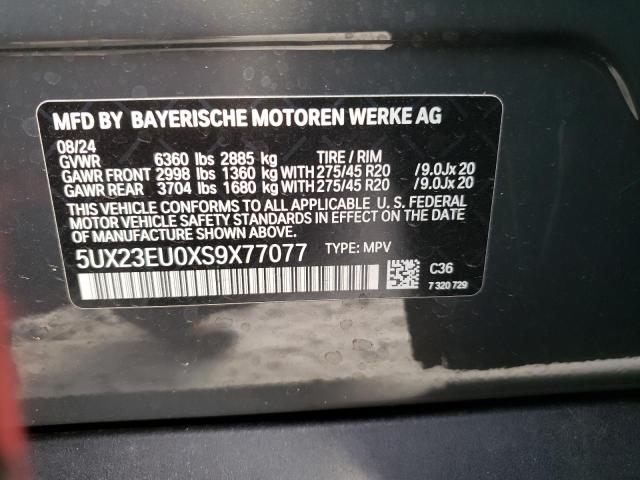 MFD BY BAYERISCHE MOTOREN WERKE AG
08/24
GVWR 6360 lbs 2885 kg TIRE / RIM
GAWR FRONT 2998 lbs 1360 kg WITH 275/45 R20 / 9.0Jx20
GAWR REAR 3704 lbs 1680 kg WITH 275/45 R20 / 9.0Jx20
THIS VEHICLE CONFORMS TO ALL APPLICABLE U. S. FEDERAL
MOTOR VEHICLE SAFETY STANDARDS IN EFFECT ON THE DATE OF
MANUFACTURE SHOWN ABOVE.
5UX23EU0XS9X77077 TYPE: MPV
C36
7 320 729